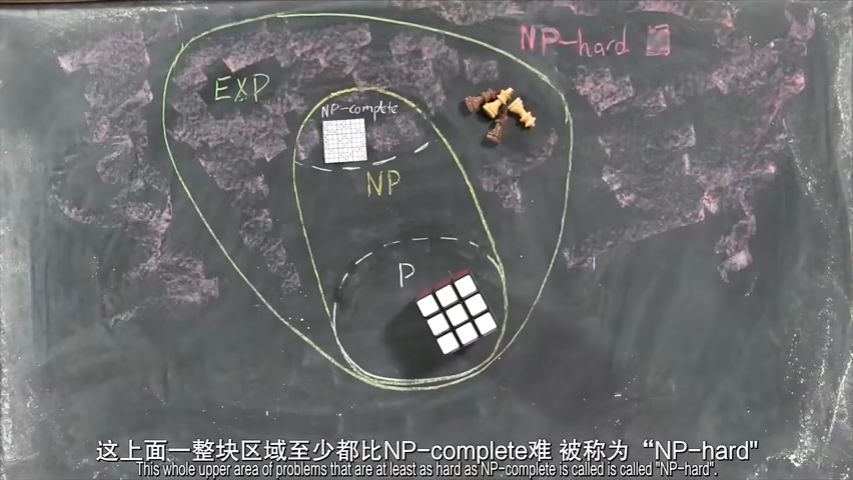 NP-hard
EXP
NP-complete
NP
P
这上面一整块区域至少都比NP-complete难 被称为“NP-hard"
This whole upper area of problems that are at least as hard as NP-complete is called is called "NP-hard".